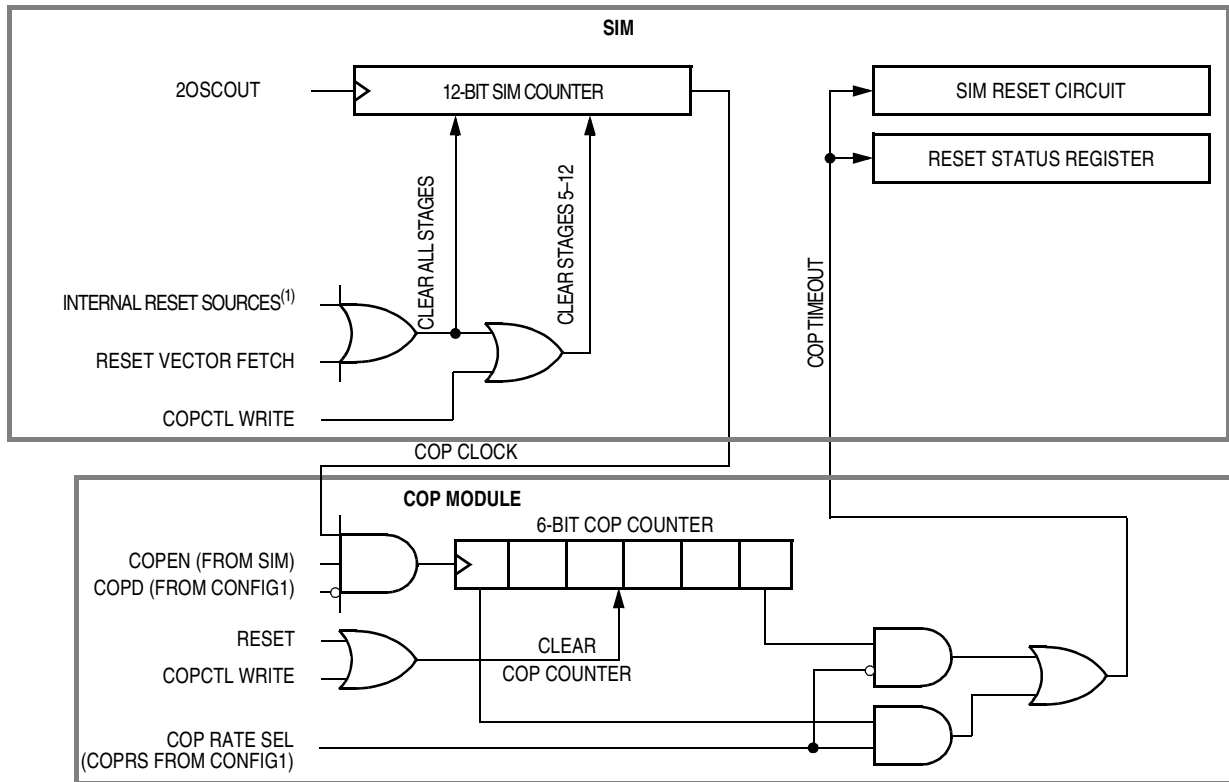 SIM
2OSCOUT
12-BIT SIM COUNTER
SIM RESET CIRCUIT
RESET STATUS REGISTER
CLEAR ALL STAGES
CLEAR STAGES 5–12
COP TIMEOUT
INTERNAL RESET SOURCES(1)
RESET VECTOR FETCH
COPCTL WRITE
COP CLOCK
COP MODULE
6-BIT COP COUNTER
COPEN (FROM SIM)
COPD (FROM CONFIG1)
RESET
CLEAR
COPCTL WRITE
COP COUNTER
COP RATE SEL
(COPRS FROM CONFIG1)